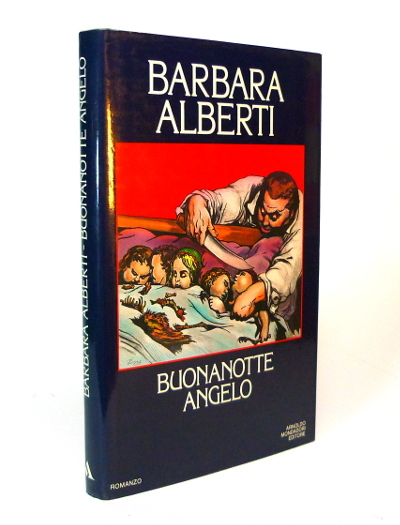 BARBARA
ALBERTI
BUONANOTTE
ANGELO
ROMANZO
ARNOLDO
MONDADORI
EDITORE
BARBARA ALBERTI - BUONANOTTE ANGELO